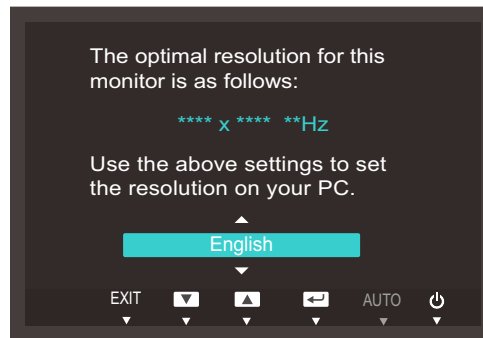 The optimal resolution for this
monitor is as follows:
**** x **** **Hz
Use the above settings to set
the resolution on your PC.
English
EXIT AUTO